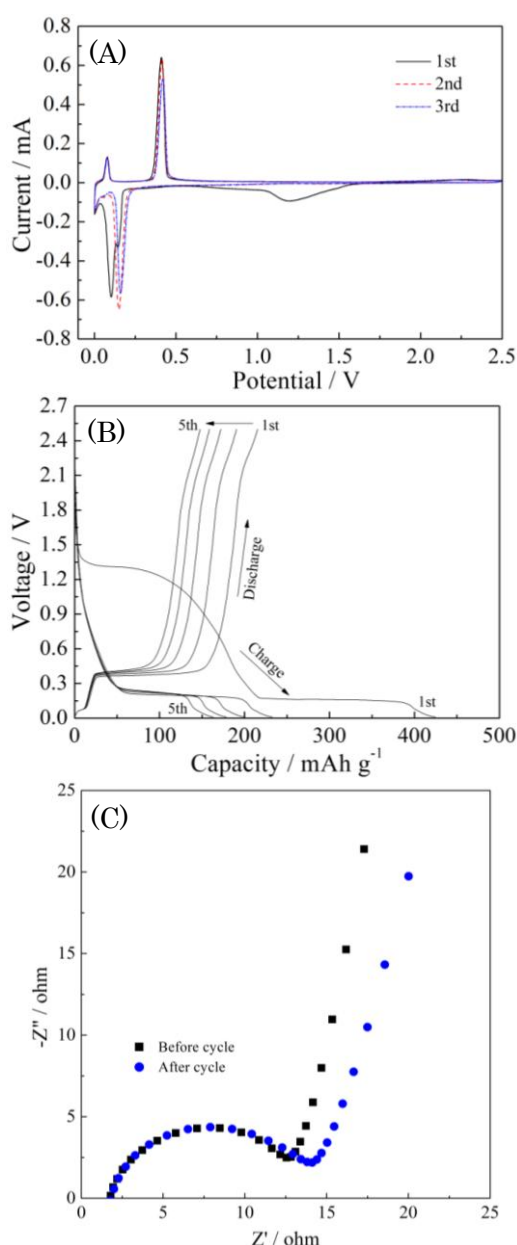 (A)
1st
2nd
3rd
0.8
0.6
0.4
0.2
0.0
-0.2
-0.4
-0.6
-0.8
Current / mA
0.0 0.5 1.0 1.5 2.0 2.5
Potential / V
(B)
5th 1st
2.7
2.4
2.1
1.8
1.5
1.2
0.9
0.6
0.3
0.0
Voltage / V
Discharge
Charge
5th 1st
0 100 200 300 400 500
Capacity / mAh g⁻¹
(C)
25
20
15
10
5
0
-Z'' / ohm
Before cycle
After cycle
0 5 10 15 20 25
Z' / ohm